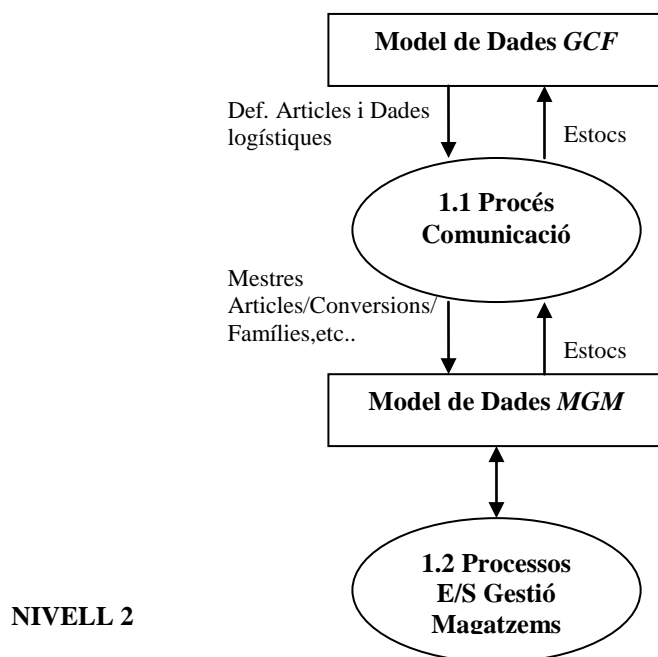 Model de Dades GCF
Def. Articles i Dades
logístiques
Estocs
1.1 Procés
Comunicació
Mestres
Articles/Conversions/
Famílies,etc..
Estocs
Model de Dades MGM
1.2 Processos
E/S Gestió
Magatzems
NIVELL 2